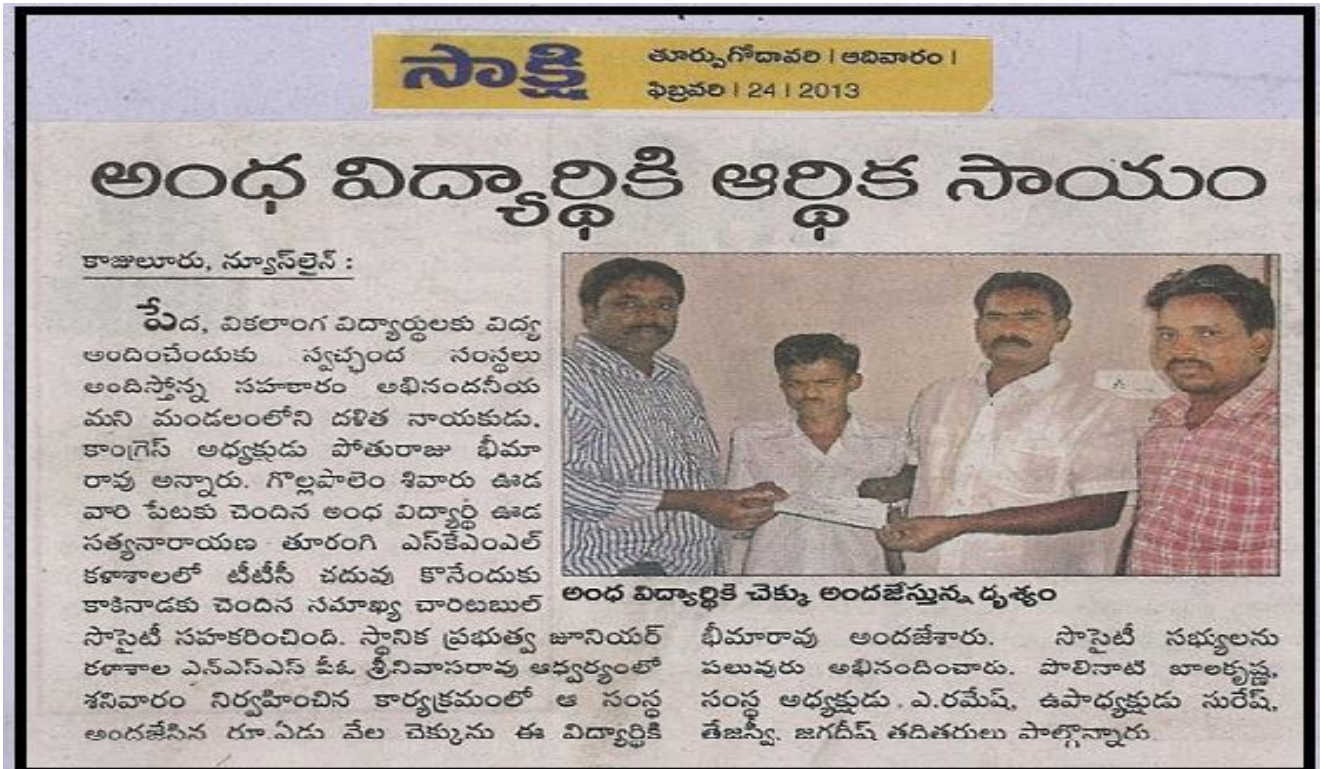 సాక్షి
తూర్పుగోదావరి । ఆదివారం ।
ఫిబ్రవరి । 24 । 2013
అంధ విద్యార్థికి ఆర్థిక సాయం
కాజులూరు, న్యూస్‌లైన్ :
పేద, వికలాంగ విద్యార్థులకు విద్య
అందించేందుకు స్వచ్ఛంద సంస్థలు
అందిస్తోన్న సహకారం అభినందనీయ
మని మండలంలోని దళిత నాయకుడు,
కాంగ్రెస్ అధ్యక్షుడు పోతురాజు భీమా
రావు అన్నారు. గొల్లపాలెం శివారు ఊడ
వారి పేటకు చెందిన అంధ విద్యార్థి ఊడ
సత్యనారాయణ తూరంగి ఎస్‌కేఎంఎల్
కళాశాలలో టీటీసీ చదువు కొనేందుకు
కాకినాడకు చెందిన సమాఖ్య చారిటబుల్
సొసైటీ సహకరించింది. స్థానిక ప్రభుత్వ జూనియర్
కళాశాల ఎన్ఎస్ఎస్ పీఓ శ్రీనివాసరావు ఆధ్వర్యంలో
శనివారం నిర్వహించిన కార్యక్రమంలో ఆ సంస్థ
అందజేసిన రూ.ఏడు వేల చెక్కును ఈ విద్యార్థికి
అంధ విద్యార్థికి చెక్కు అందజేస్తున్న దృశ్యం
భీమారావు అందజేశారు. సొసైటీ సభ్యులను
పలువురు అభినందించారు. పొలినాటి బాలకృష్ణ,
సంస్థ అధ్యక్షుడు ఎ.రమేష్, ఉపాధ్యక్షుడు సురేష్,
తేజస్వి, జగదీష్ తదితరులు పాల్గొన్నారు.